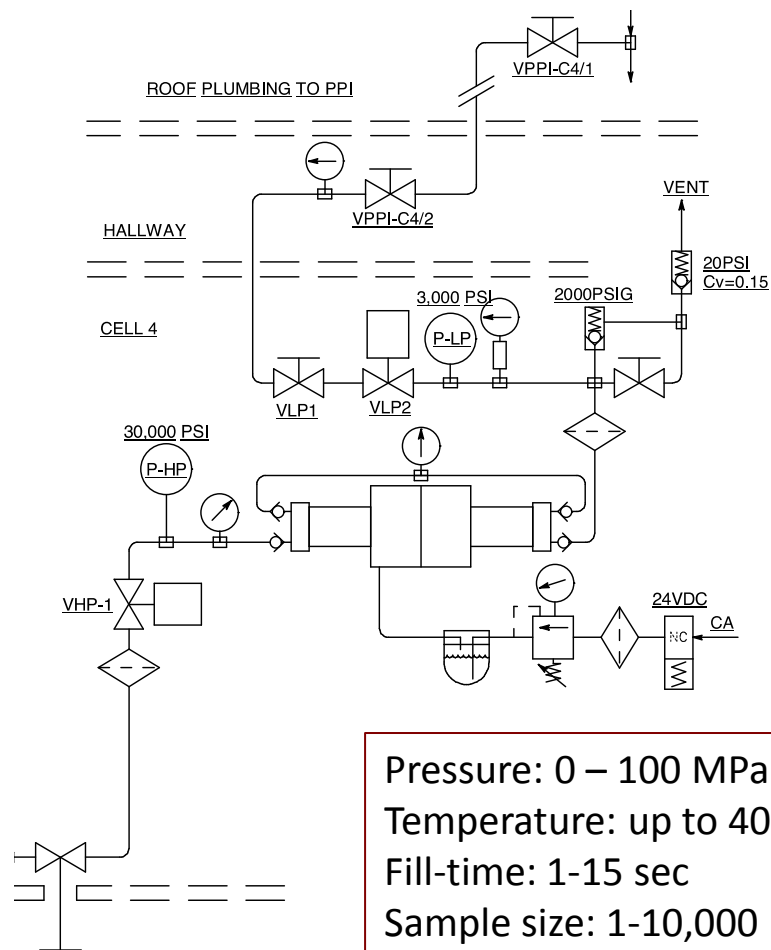 VPPI-C4/1
ROOF PLUMBING TO PPI
VPPI-C4/2
VENT
HALLWAY
20PSI
Cv=0.15
3,000 PSI
2000PSIG
CELL 4
P-LP
VLP1
VLP2
30,000 PSI
P-HP
VHP-1
24VDC
CA
NC
Pressure: 0 – 100 MPa
Temperature: up to 40
Fill-time: 1-15 sec
Sample size: 1-10,000